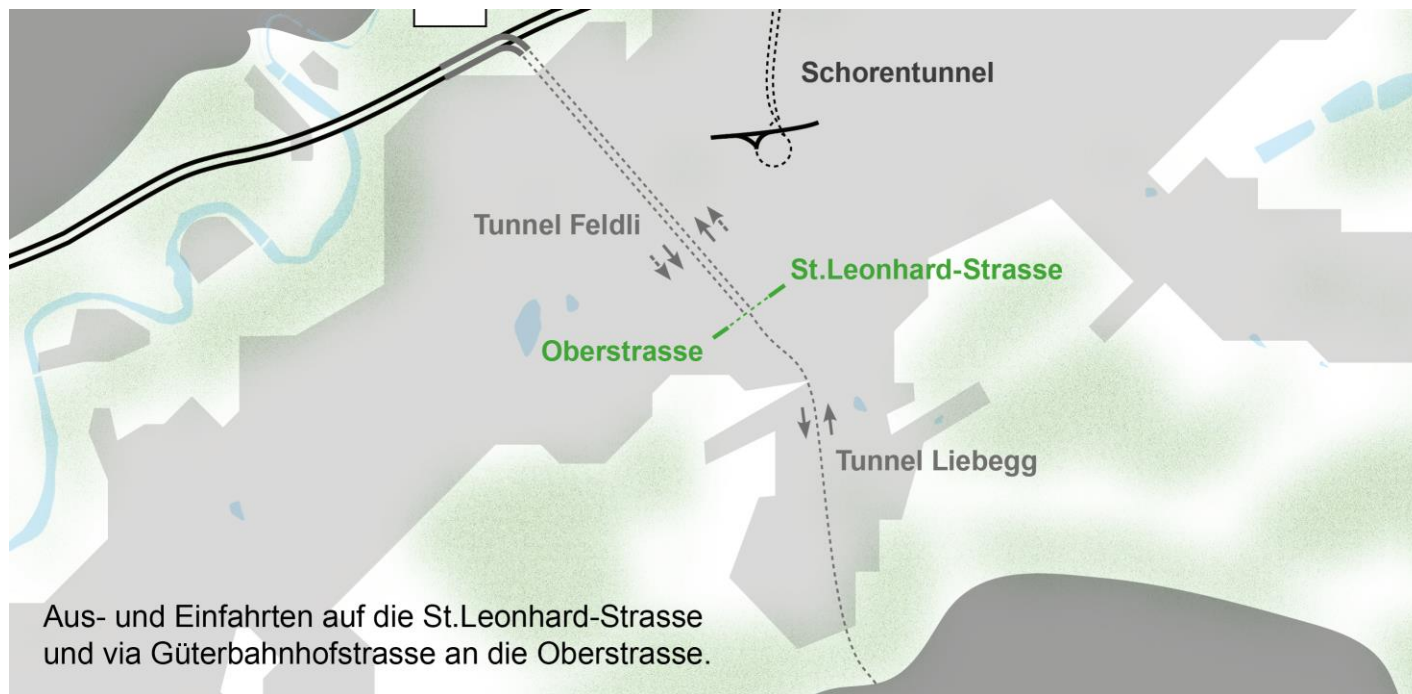 Schorentunnel
Tunnel Feldli
St.Leonhard-Strasse
Oberstrasse
Tunnel Liebegg
Aus- und Einfahrten auf die St.Leonhard-Strasse
und via Güterbahnhofstrasse an die Oberstrasse.